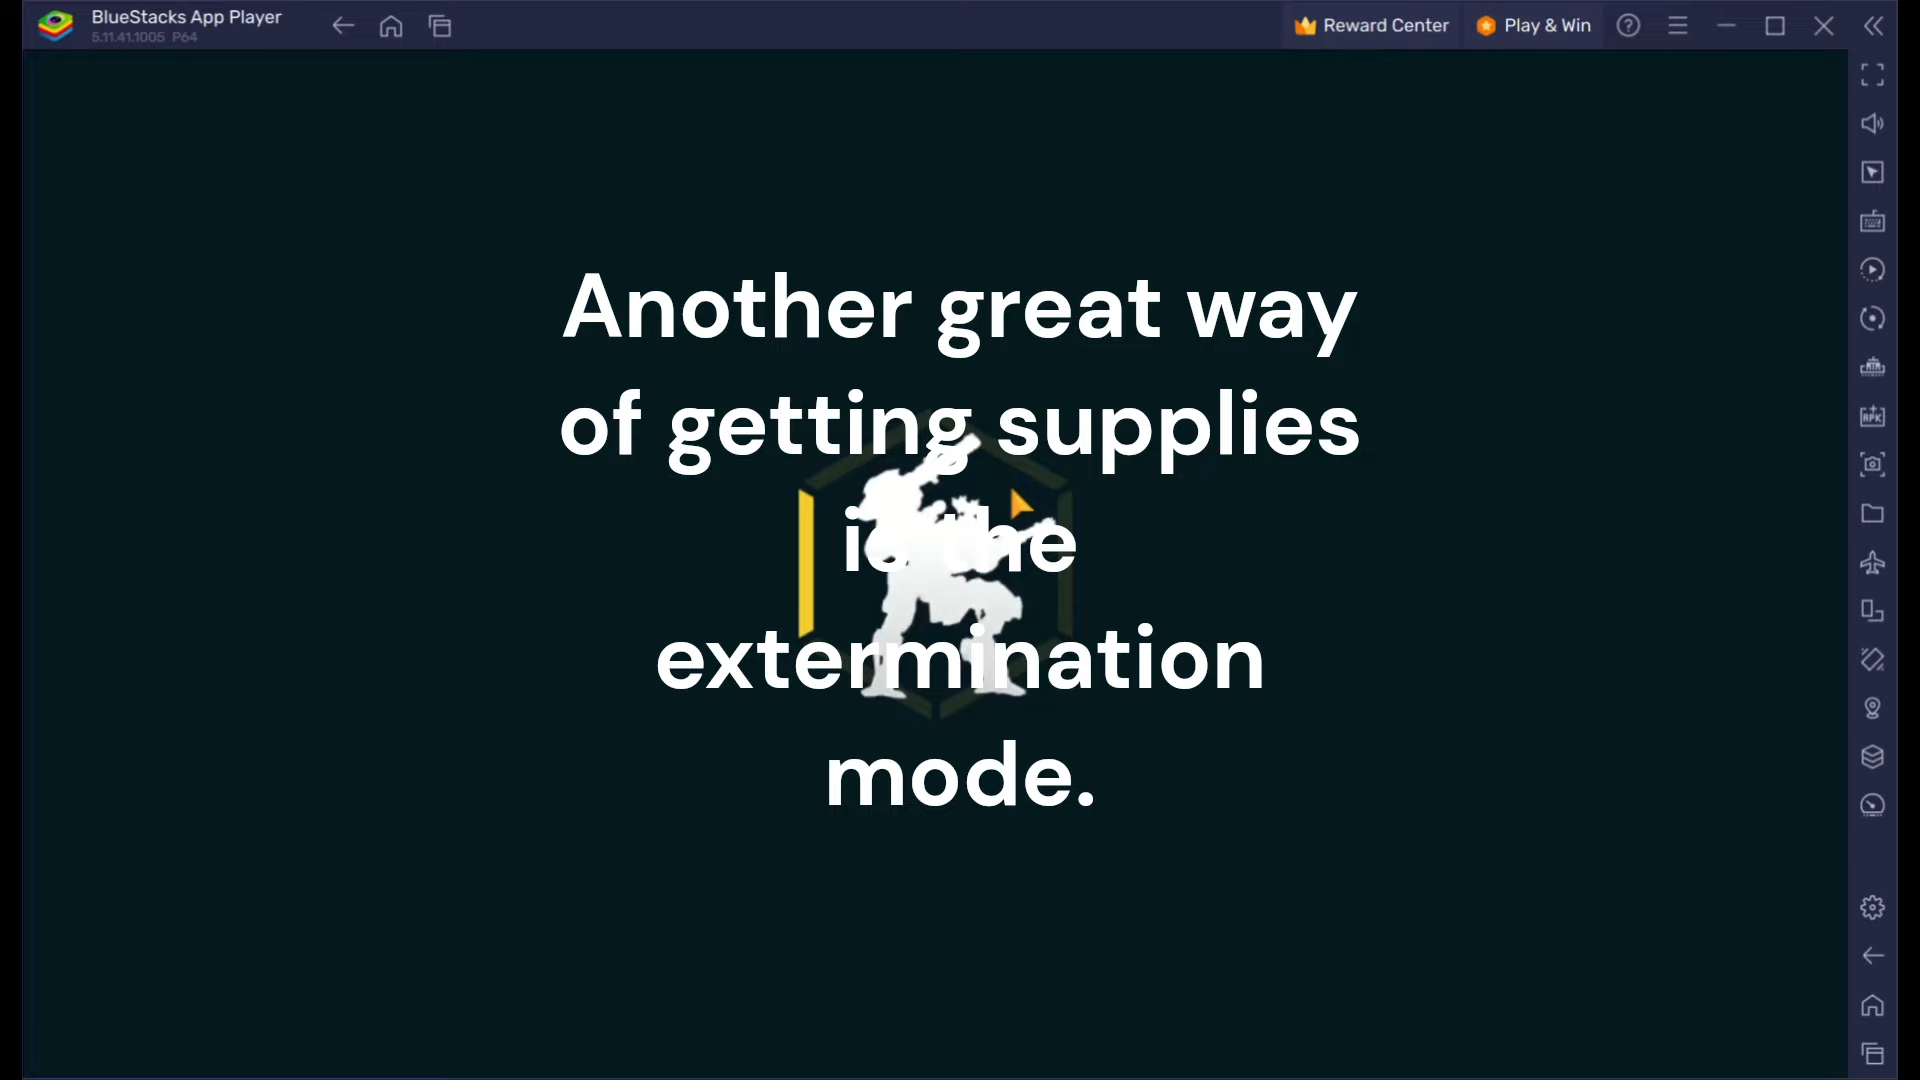 BlueStacks App Player
5.11.41.1005 P64
Reward Center
Play & Win
Another great way
of getting supplies
is the
extermination
mode.